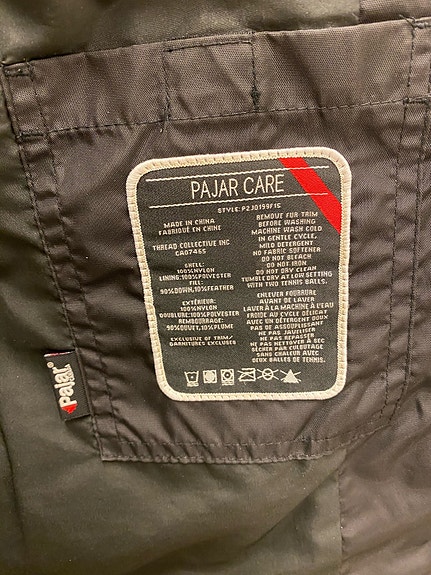 PAJAR CARE
STYLE: P2J0199F15
MADE IN CHINA
FABRIQUÉ EN CHINE
THREAD COLLECTIVE INC
CA07465
SHELL:
100%NYLON
LINING:100%POLYESTER
FILL:
90%DOWN,10%FEATHER
EXTÉRIEUR:
100%NYLON
DOUBLURE:100%POLYESTER
REMBOURRAGE:
90%DUVET,10%PLUME
EXCLUSIVE OF TRIM/
GARNITURES EXCLUSES
REMOVE FUR TRIM
BEFORE WASHING
MACHINE WASH COLD
IN GENTLE CYCLE,
MILD DETERGENT
NO FABRIC SOFTENER
DO NOT BLEACH
DO NOT IRON
DO NOT DRY CLEAN
TUMBLE DRY AT LOW SETTING
WITH TWO TENNIS BALLS.
ENLEVER FOURRURE
AVANT DE LAVER
LAVER À LA MACHINE À L'EAU
FROIDE AU CYCLE DÉLICAT
AVEC UN DÉTERGENT DOUX
PAS DE ASSOUPLISSANT
NE PAS JAVELISER
NE PAS REPASSER
NE PAS NETTOYER À SEC
SÉCHER PAR CULBUTAGE
SANS CHALEUR AVEC
DEUX BALLES DE TENNIS.
Pajar